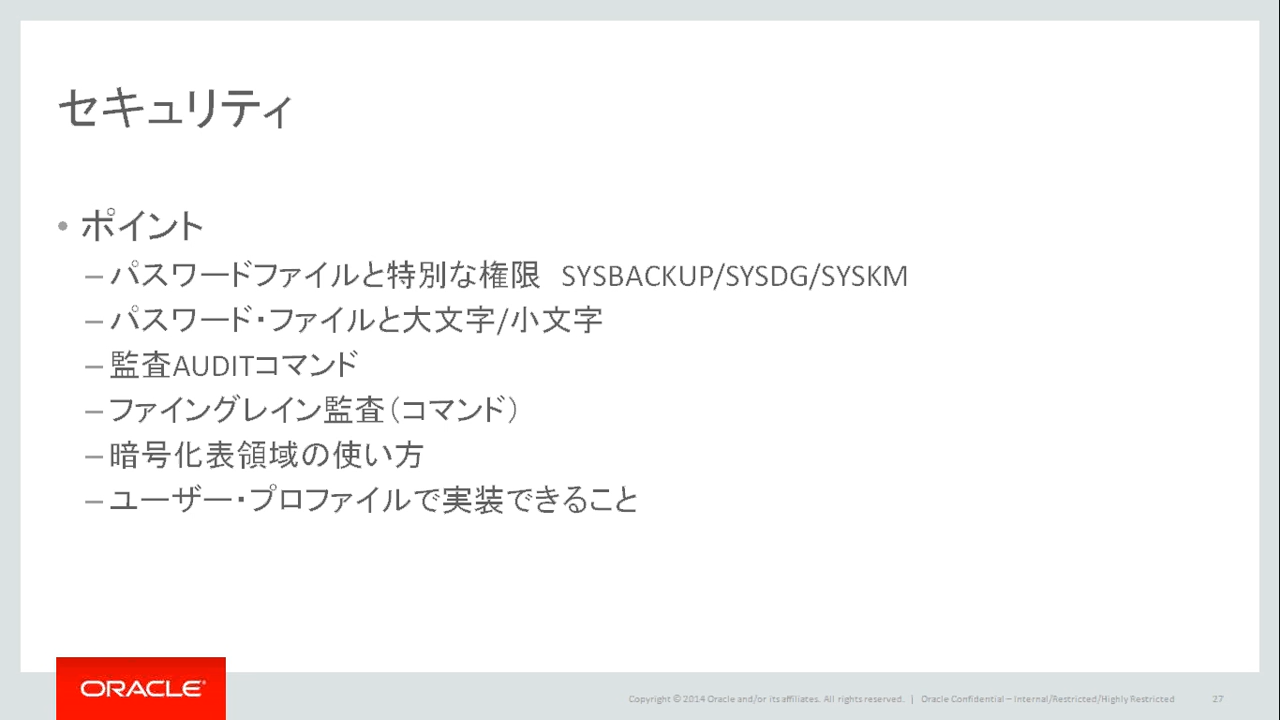 セキュリティ
• ポイント
– パスワードファイルと特別な権限　SYSBACKUP/SYSDG/SYSKM
– パスワード・ファイルと大文字/小文字
– 監査AUDITコマンド
– ファイングレイン監査（コマンド）
– 暗号化表領域の使い方
– ユーザー・プロファイルで実装できること
ORACLE
Copyright © 2014 Oracle and/or its affiliates. All rights reserved. | Oracle Confidential – Internal/Restricted/Highly Restricted 27